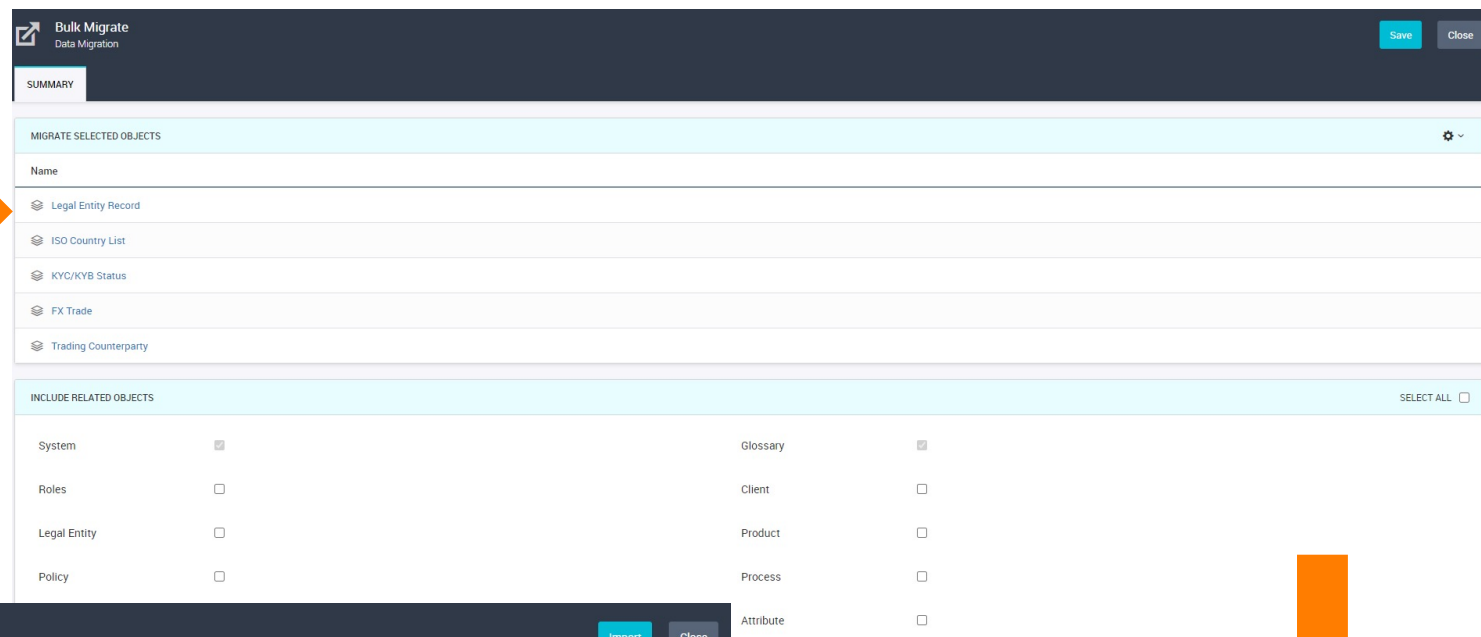 Bulk Migrate
Data Migration
Save Close
SUMMARY
MIGRATE SELECTED OBJECTS
Name
Legal Entity Record
ISO Country List
KYC/KYB Status
FX Trade
Trading Counterparty
INCLUDE RELATED OBJECTS SELECT ALL
System Glossary
Roles Client
Legal Entity Product
Policy Process
Attribute
Import Close